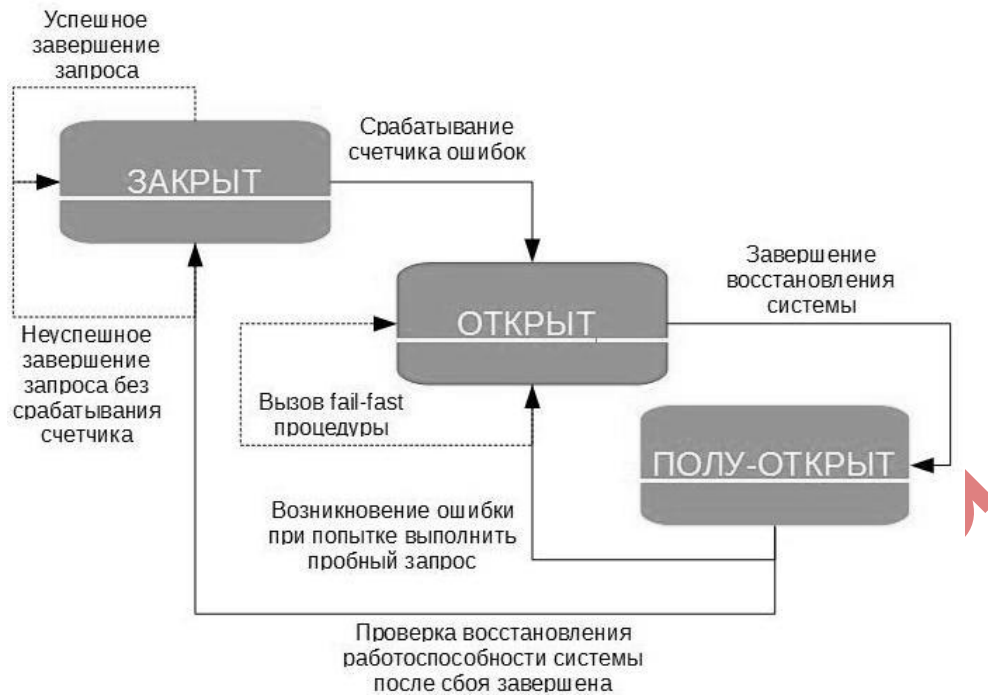 Успешное
завершение
запроса
ЗАКРЫТ
Срабатывание
счетчика ошибок
Неуспешное
завершение
запроса без
срабатывания
счетчика
ОТКРЫТ
Завершение
восстановления
системы
Вызов fail-fast
процедуры
ПОЛУ-ОТКРЫТ
Возникновение ошибки
при попытке выполнить
пробный запрос
Проверка восстановления
работоспособности системы
после сбоя завершена